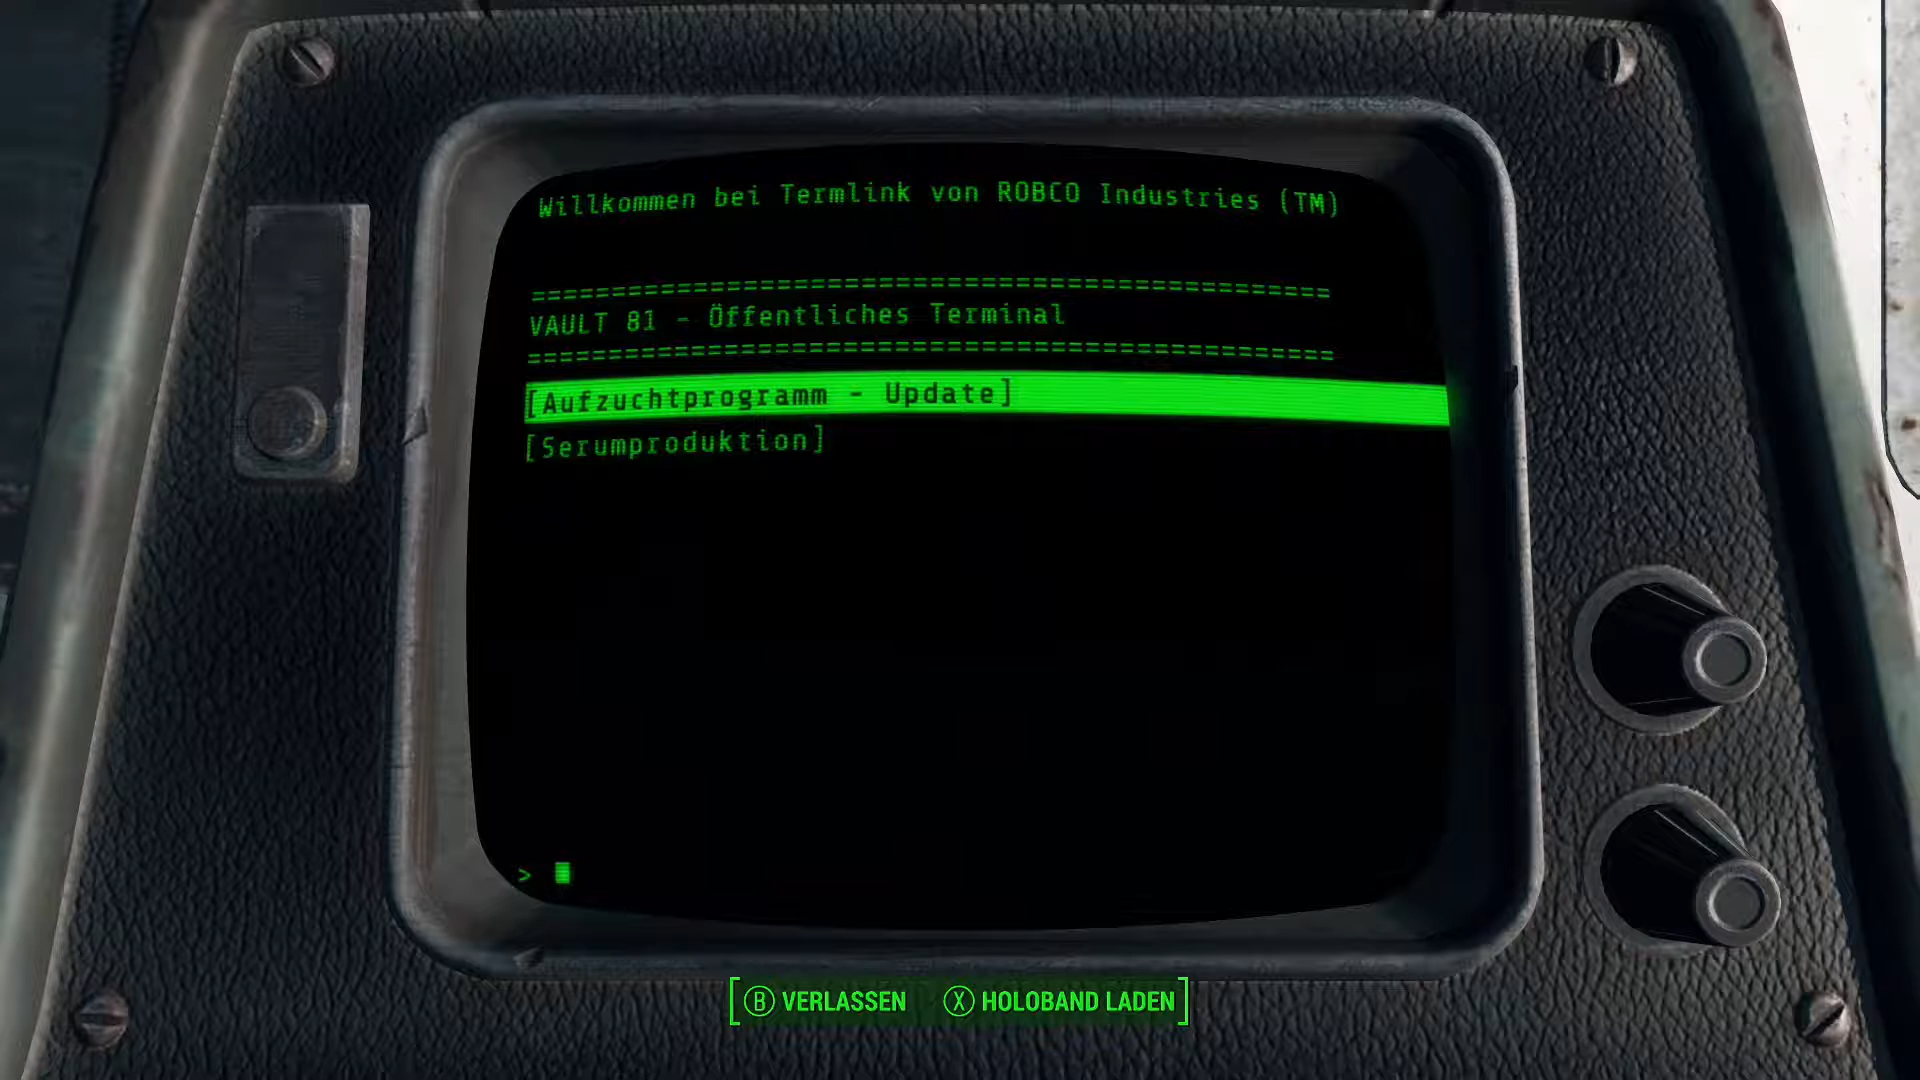 Willkommen bei Termlink von ROBCO Industries (TM)
==================================================
VAULT 81 - Öffentliches Terminal
==================================================
[Aufzuchtprogramm - Update]
[Serumproduktion]
>
[Ⓑ VERLASSEN Ⓧ HOLOBAND LADEN]